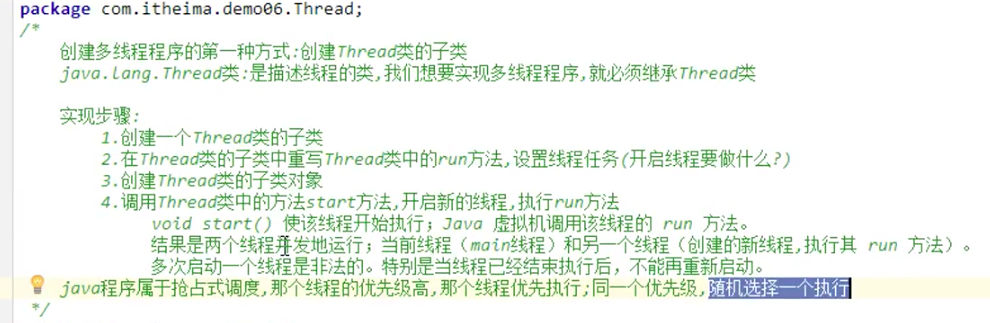 package com.itheima.demo06.Thread;
/*
创建多线程程序的第一种方式:创建Thread类的子类
java.lang.Thread类:是描述线程的类,我们想要实现多线程程序,就必须继承Thread类
实现步骤:
1.创建一个Thread类的子类
2.在Thread类的子类中重写Thread类中的run方法,设置线程任务(开启线程要做什么?)
3.创建Thread类的子类对象
4.调用Thread类中的方法start方法,开启新的线程,执行run方法
void start() 使该线程开始执行；Java 虚拟机调用该线程的 run 方法。
结果是两个线程并发地运行；当前线程（main线程）和另一个线程（创建的新线程,执行其 run 方法）。
多次启动一个线程是非法的。特别是当线程已经结束执行后，不能再重新启动。
java程序属于抢占式调度,那个线程的优先级高,那个线程优先执行;同一个优先级,随机选择一个执行
*/